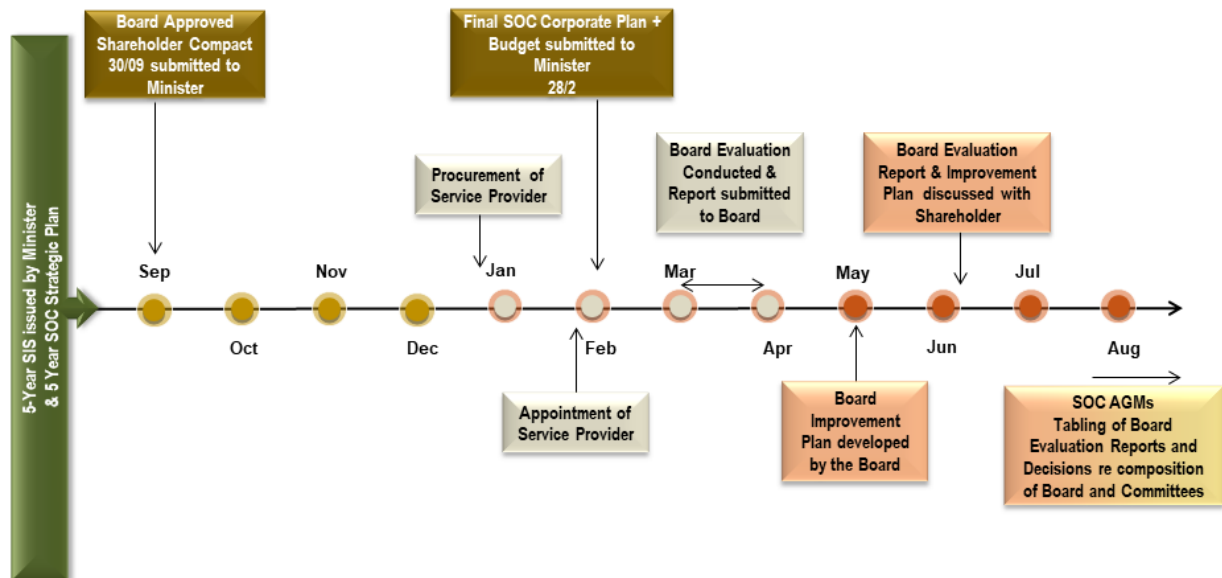 5-Year SIS issued by Minister
& 5 Year SOC Strategic Plan
Board Approved
Shareholder Compact
30/09 submitted to
Minister
Final SOC Corporate Plan +
Budget submitted to
Minister
28/2
Procurement of
Service Provider
Board Evaluation
Conducted &
Report submitted
to Board
Board Evaluation
Report & Improvement
Plan discussed with
Shareholder
Sep
Nov
Jan
Mar
May
Jul
Oct
Dec
Feb
Apr
Jun
Aug
Appointment of
Service Provider
Board
Improvement
Plan developed
by the Board
SOC AGMs
Tabling of Board
Evaluation Reports and
Decisions re composition
of Board and Committees